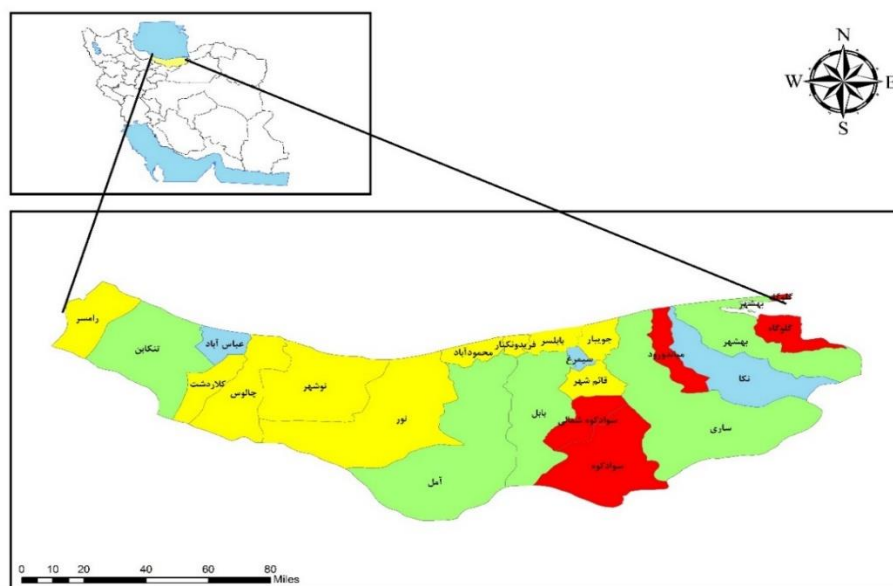 N
W E
S
رامسر
تنکابن
عباس آباد
کلاردشت
چالوس
نوشهر
نور
آمل
محمودآباد
فریدونکنار
بابلسر
بابل
جویبار
سیمرغ
قائم شهر
سوادکوه شمالی
سوادکوه
ساری
میاندورود
نکا
بهشهر
بهشهر
گلوگاه
0 10 20 40 60 80
Miles